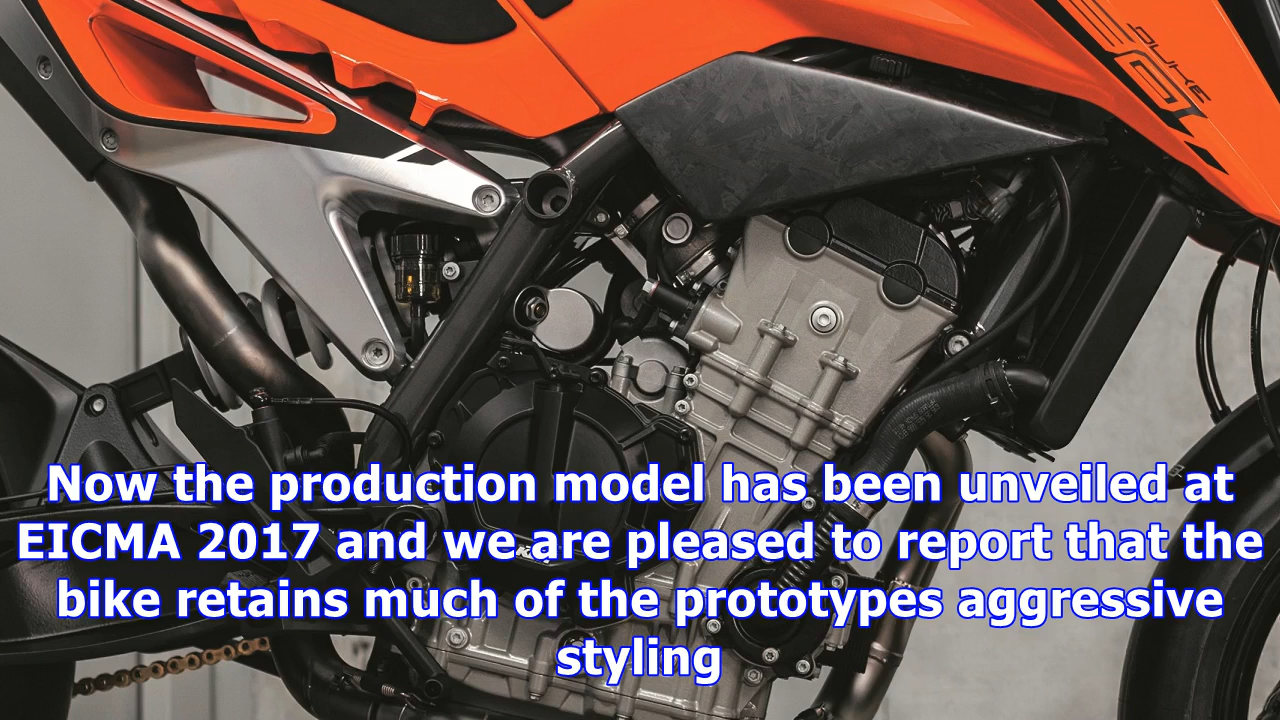 DUKE
Now the production model has been unveiled at
EICMA 2017 and we are pleased to report that the
bike retains much of the prototypes aggressive
styling